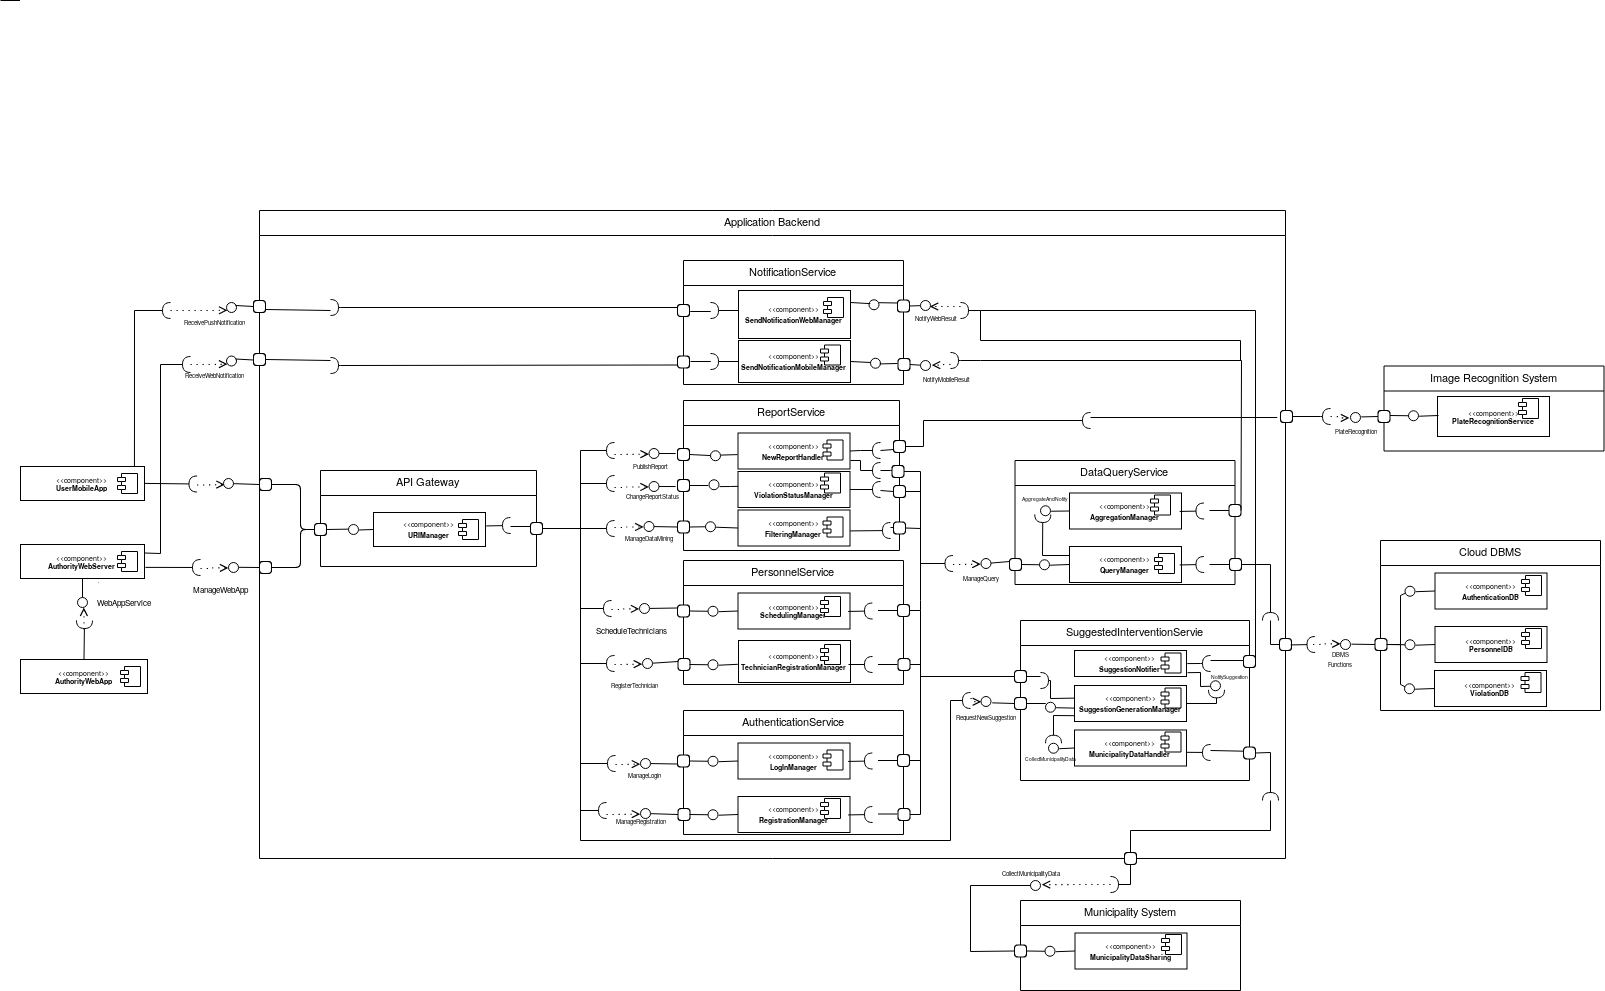 Application Backend
NotificationService
<<component>>
SendNotificationWebManager
<<component>>
SendNotificationMobileManager
ReceivePushNotification
ReceiveWebNotification
NotifyWebResult
NotifyMobileResult
Image Recognition System
<<component>>
PlateRecognitionService
PlateRecognition
ReportService
<<component>>
NewReportHandler
<<component>>
ViolationStatusManager
<<component>>
FilteringManager
PublishReport
ChangeReportStatus
ManageDataMining
<<component>>
UserMobileApp
<<component>>
AuthorityWebServer
ManageWebApp
WebAppService
<<component>>
AuthorityWebApp
API Gateway
<<component>>
URIManager
DataQueryService
AggregateAndNotify
<<component>>
AggregationManager
<<component>>
QueryManager
ManageQuery
Cloud DBMS
<<component>>
AuthenticationDB
<<component>>
PersonnelDB
<<component>>
ViolationDB
DBMS
Functions
PersonnelService
<<component>>
SchedulingManager
<<component>>
TechnicianRegistrationManager
ScheduleTechnicians
RegisterTechnician
SuggestedInterventionServie
<<component>>
SuggestionNotifier
NotifySuggestion
<<component>>
SuggestionGenerationManager
<<component>>
MunicipalityDataHandler
RequestNewSuggestion
CollectMunicipalityData
AuthenticationService
<<component>>
LogInManager
<<component>>
RegistrationManager
ManageLogin
ManageRegistration
CollectMunicipalityData
Municipality System
<<component>>
MunicipalityDataSharing